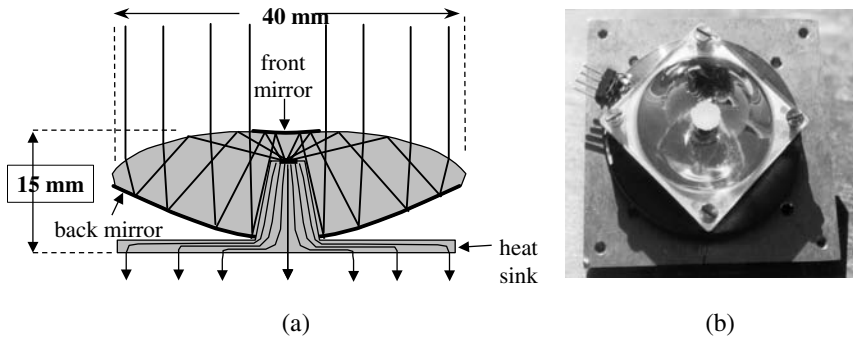 40 mm
front
mirror
15 mm
back mirror
heat
sink
(a)
(b)